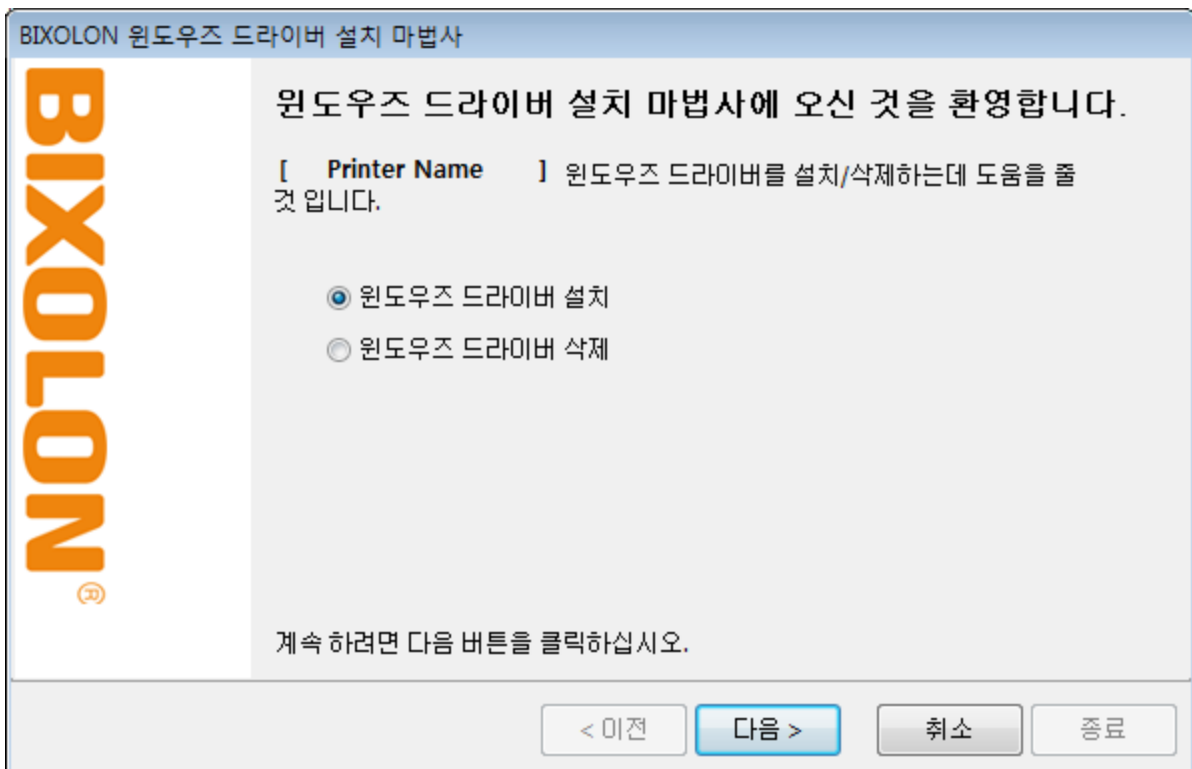 BIXOLON 윈도우즈 드라이버 설치 마법사
BIXOLON®
윈도우즈 드라이버 설치 마법사에 오신 것을 환영합니다.
[ Printer Name ] 윈도우즈 드라이버를 설치/삭제하는데 도움을 줄
것 입니다.
윈도우즈 드라이버 설치
윈도우즈 드라이버 삭제
계속 하려면 다음 버튼을 클릭하십시오.
< 이전 다음 > 취소 종료